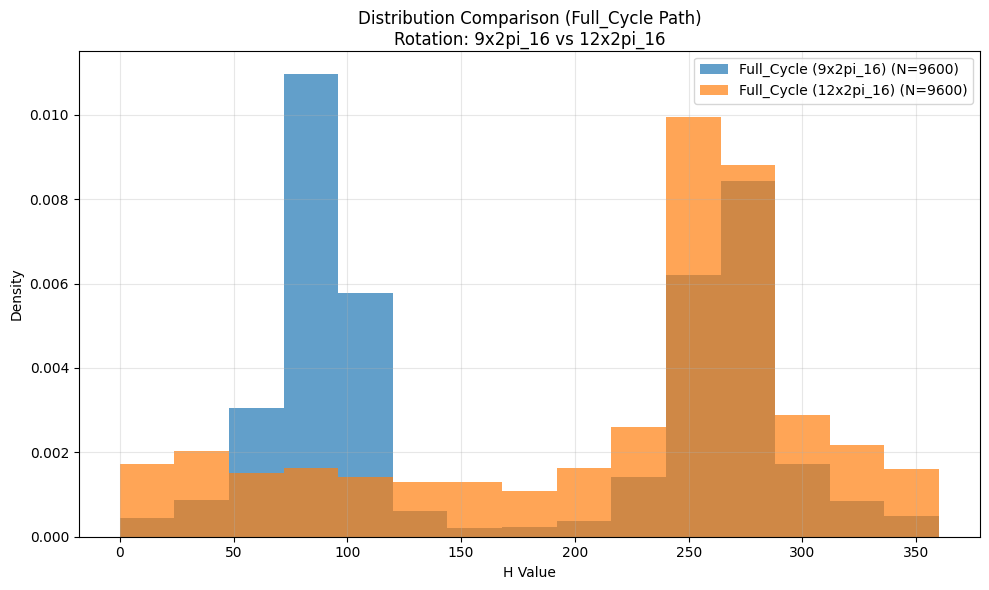 Distribution Comparison (Full_Cycle Path)
Rotation: 9x2pi_16 vs 12x2pi_16
Full_Cycle (9x2pi_16) (N=9600)
Full_Cycle (12x2pi_16) (N=9600)
Density
0.010
0.008
0.006
0.004
0.002
0.000
0 50 100 150 200 250 300 350
H Value